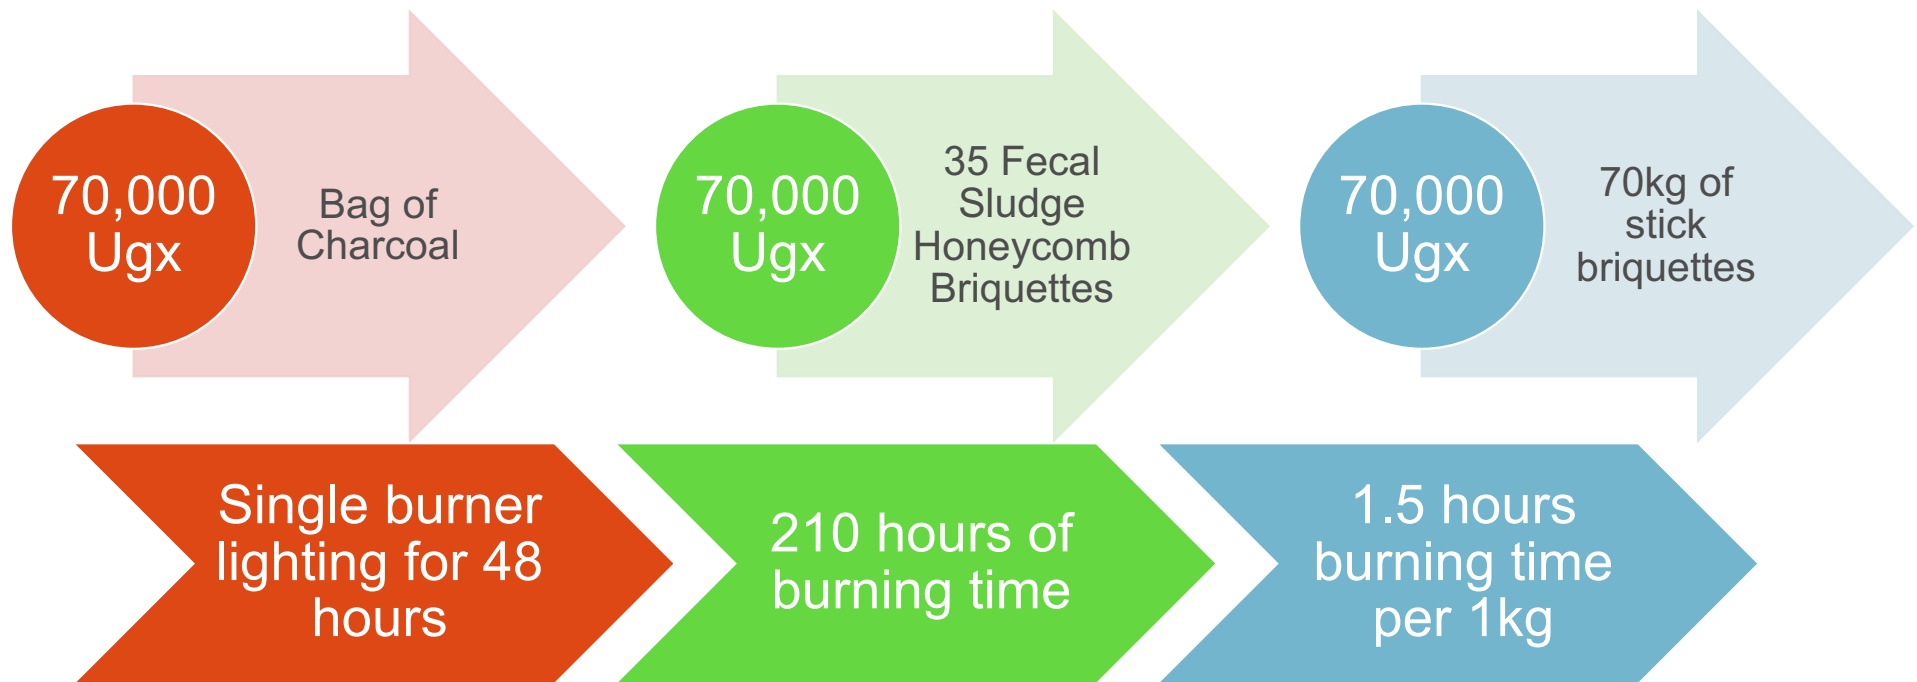 70,000
Ugx
Bag of
Charcoal
70,000
Ugx
35 Fecal
Sludge
Honeycomb
Briquettes
70,000
Ugx
70kg of
stick
briquettes
Single burner
lighting for 48
hours
210 hours of
burning time
1.5 hours
burning time
per 1kg